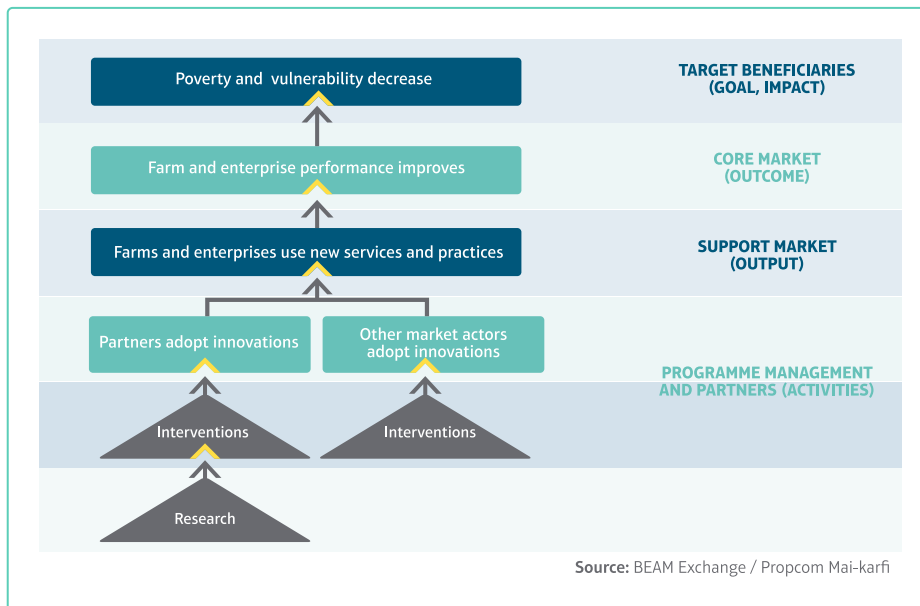 Poverty and vulnerability decrease
TARGET BENEFICIARIES
(GOAL, IMPACT)
Farm and enterprise performance improves
CORE MARKET
(OUTCOME)
Farms and enterprises use new services and practices
SUPPORT MARKET
(OUTPUT)
Partners adopt innovations
Other market actors
adopt innovations
PROGRAMME MANAGEMENT
AND PARTNERS (ACTIVITIES)
Interventions
Interventions
Research
Source: BEAM Exchange / Propcom Mai-karfi